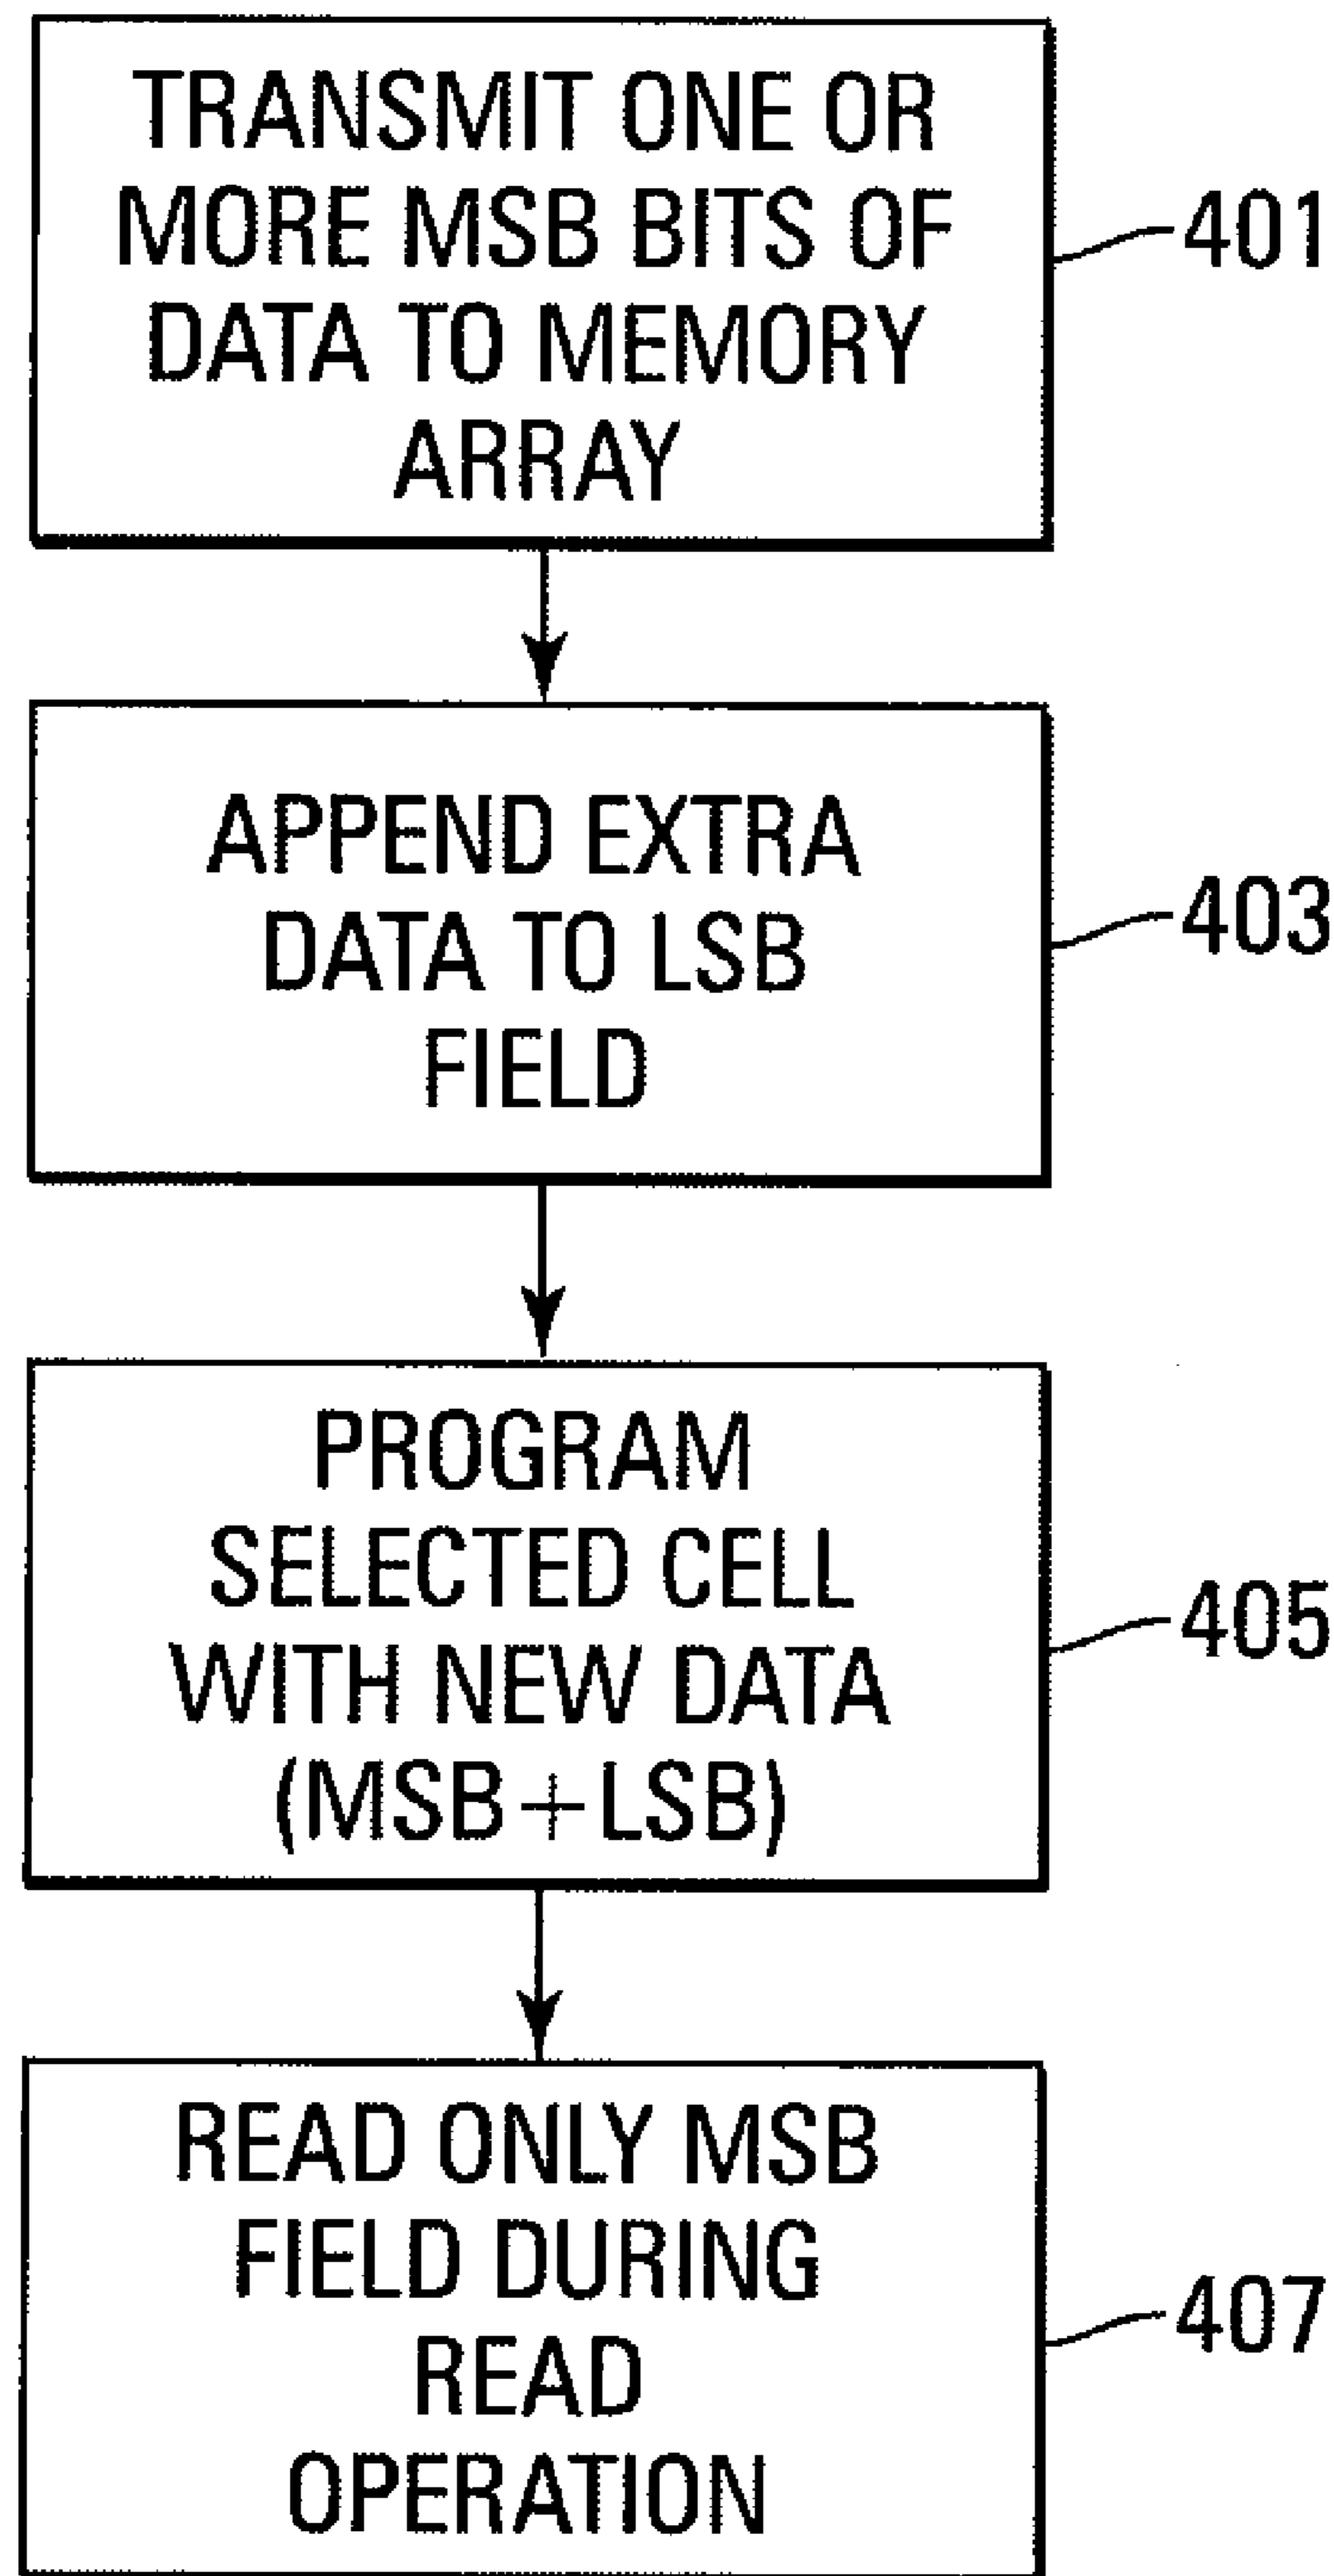 TRANSMIT ONE OR
MORE MSB BITS OF
DATA TO MEMORY
ARRAY
401
APPEND EXTRA
DATA TO LSB
FIELD
403
PROGRAM
SELECTED CELL
WITH NEW DATA
(MSB+LSB)
405
READ ONLY MSB
FIELD DURING
READ
OPERATION
407